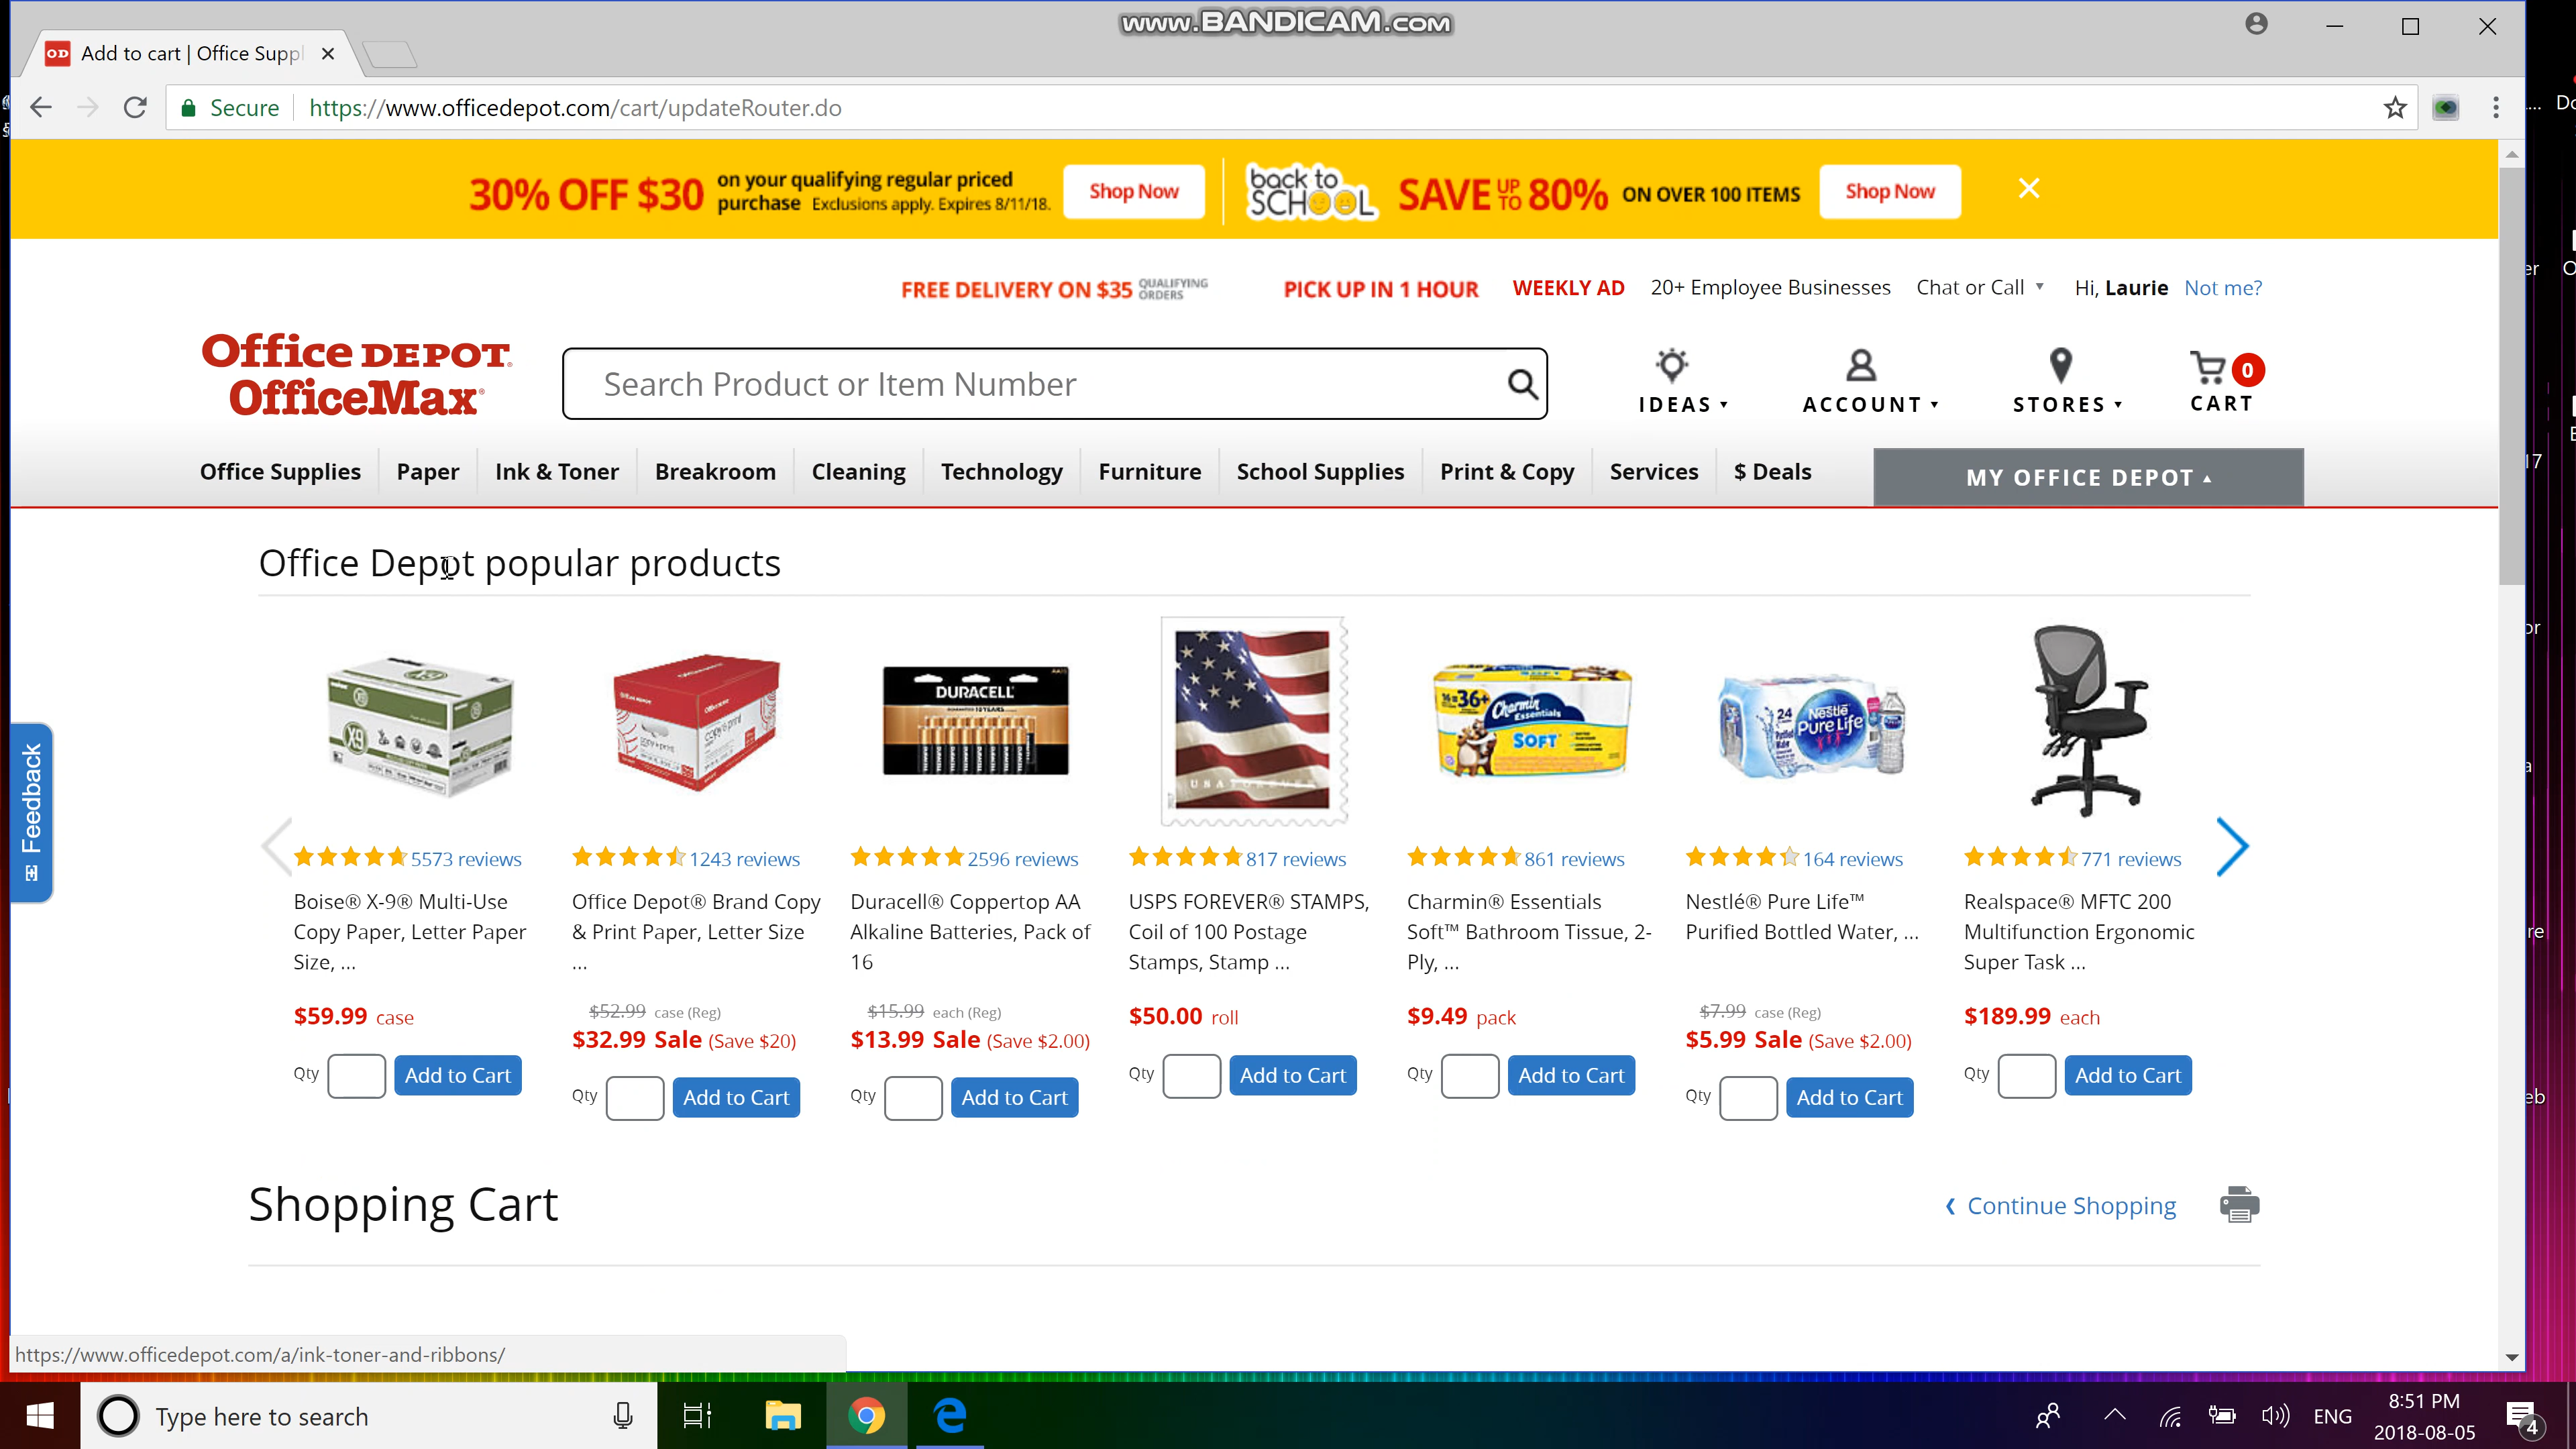 www.BANDICAM.com
Add to cart | Office Suppl
Secure https://www.officedepot.com/cart/updateRouter.do
30% OFF $30 on your qualifying regular priced
purchase Exclusions apply. Expires 8/11/18.
Shop Now
back to
SCHOOL
SAVE UP TO 80% ON OVER 100 ITEMS
Shop Now
FREE DELIVERY ON $35 QUALIFYING ORDERS
PICK UP IN 1 HOUR
WEEKLY AD
20+ Employee Businesses
Chat or Call
Hi, Laurie Not me?
Office DEPOT
OfficeMax
Search Product or Item Number
IDEAS
ACCOUNT
STORES
0
CART
Office Supplies Paper Ink & Toner Breakroom Cleaning Technology Furniture School Supplies Print & Copy Services $ Deals
MY OFFICE DEPOT
Office Depot popular products
X9
DURACELL
36+
Charmin
Essentials
SOFT
24
Nestlé
Pure Life
5573 reviews
Boise® X-9® Multi-Use
Copy Paper, Letter Paper
Size, ...
$59.99 case
Qty Add to Cart
1243 reviews
Office Depot® Brand Copy
& Print Paper, Letter Size
...
$52.99 case (Reg)
$32.99 Sale (Save $20)
Qty Add to Cart
2596 reviews
Duracell® Coppertop AA
Alkaline Batteries, Pack of
16
$15.99 each (Reg)
$13.99 Sale (Save $2.00)
Qty Add to Cart
817 reviews
USPS FOREVER® STAMPS,
Coil of 100 Postage
Stamps, Stamp ...
$50.00 roll
Qty Add to Cart
861 reviews
Charmin® Essentials
Soft™ Bathroom Tissue, 2-
Ply, ...
$9.49 pack
Qty Add to Cart
164 reviews
Nestlé® Pure Life™
Purified Bottled Water, ...
$7.99 case (Reg)
$5.99 Sale (Save $2.00)
Qty Add to Cart
771 reviews
Realspace® MFTC 200
Multifunction Ergonomic
Super Task ...
$189.99 each
Qty Add to Cart
Feedback
Shopping Cart
Continue Shopping
https://www.officedepot.com/a/ink-toner-and-ribbons/
Type here to search
ENG
8:51 PM
2018-08-05
4